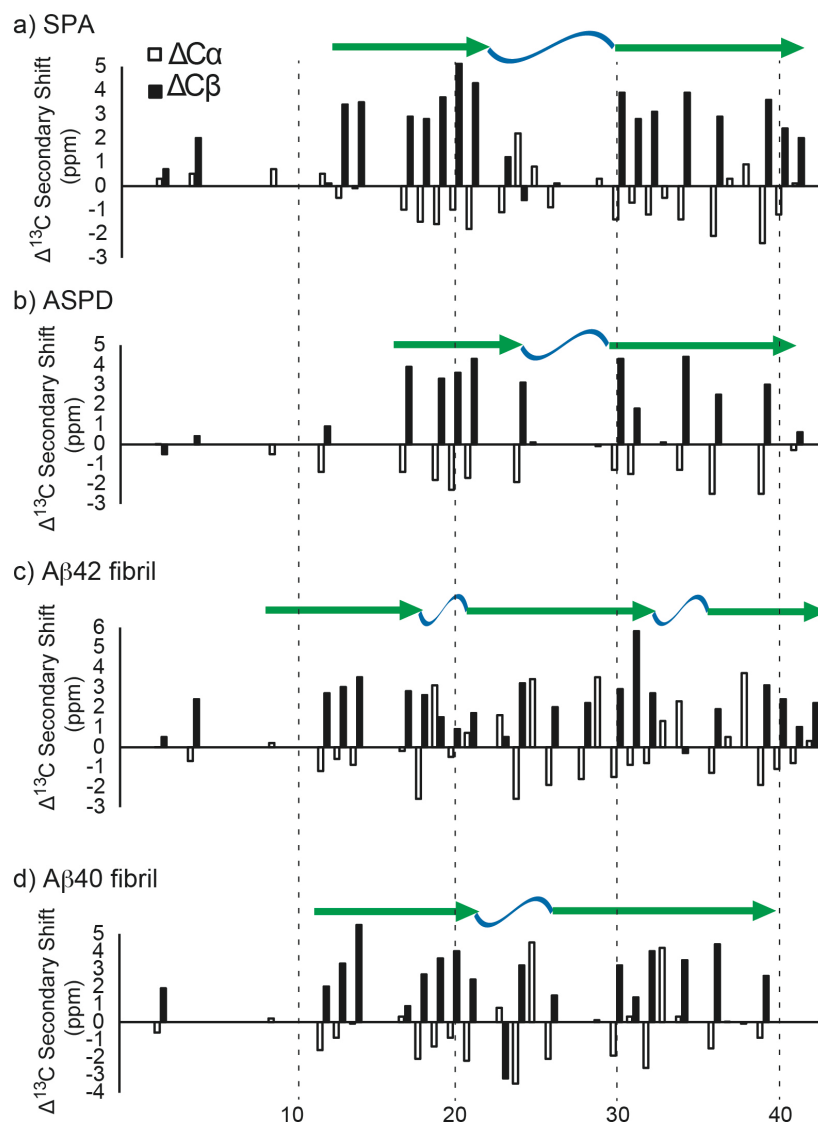 a) SPA
ΔCα
ΔCβ
Δ¹³C Secondary Shift
(ppm)
5
4
3
2
1
0
-1
-2
-3
b) ASPD
Δ¹³C Secondary Shift
(ppm)
5
4
3
2
1
0
-1
-2
-3
c) Aβ42 fibril
Δ¹³C Secondary Shift
(ppm)
6
5
4
3
2
1
0
-1
-2
-3
d) Aβ40 fibril
Δ¹³C Secondary Shift
(ppm)
5
4
3
2
1
0
-1
-2
-3
-4
10 20 30 40